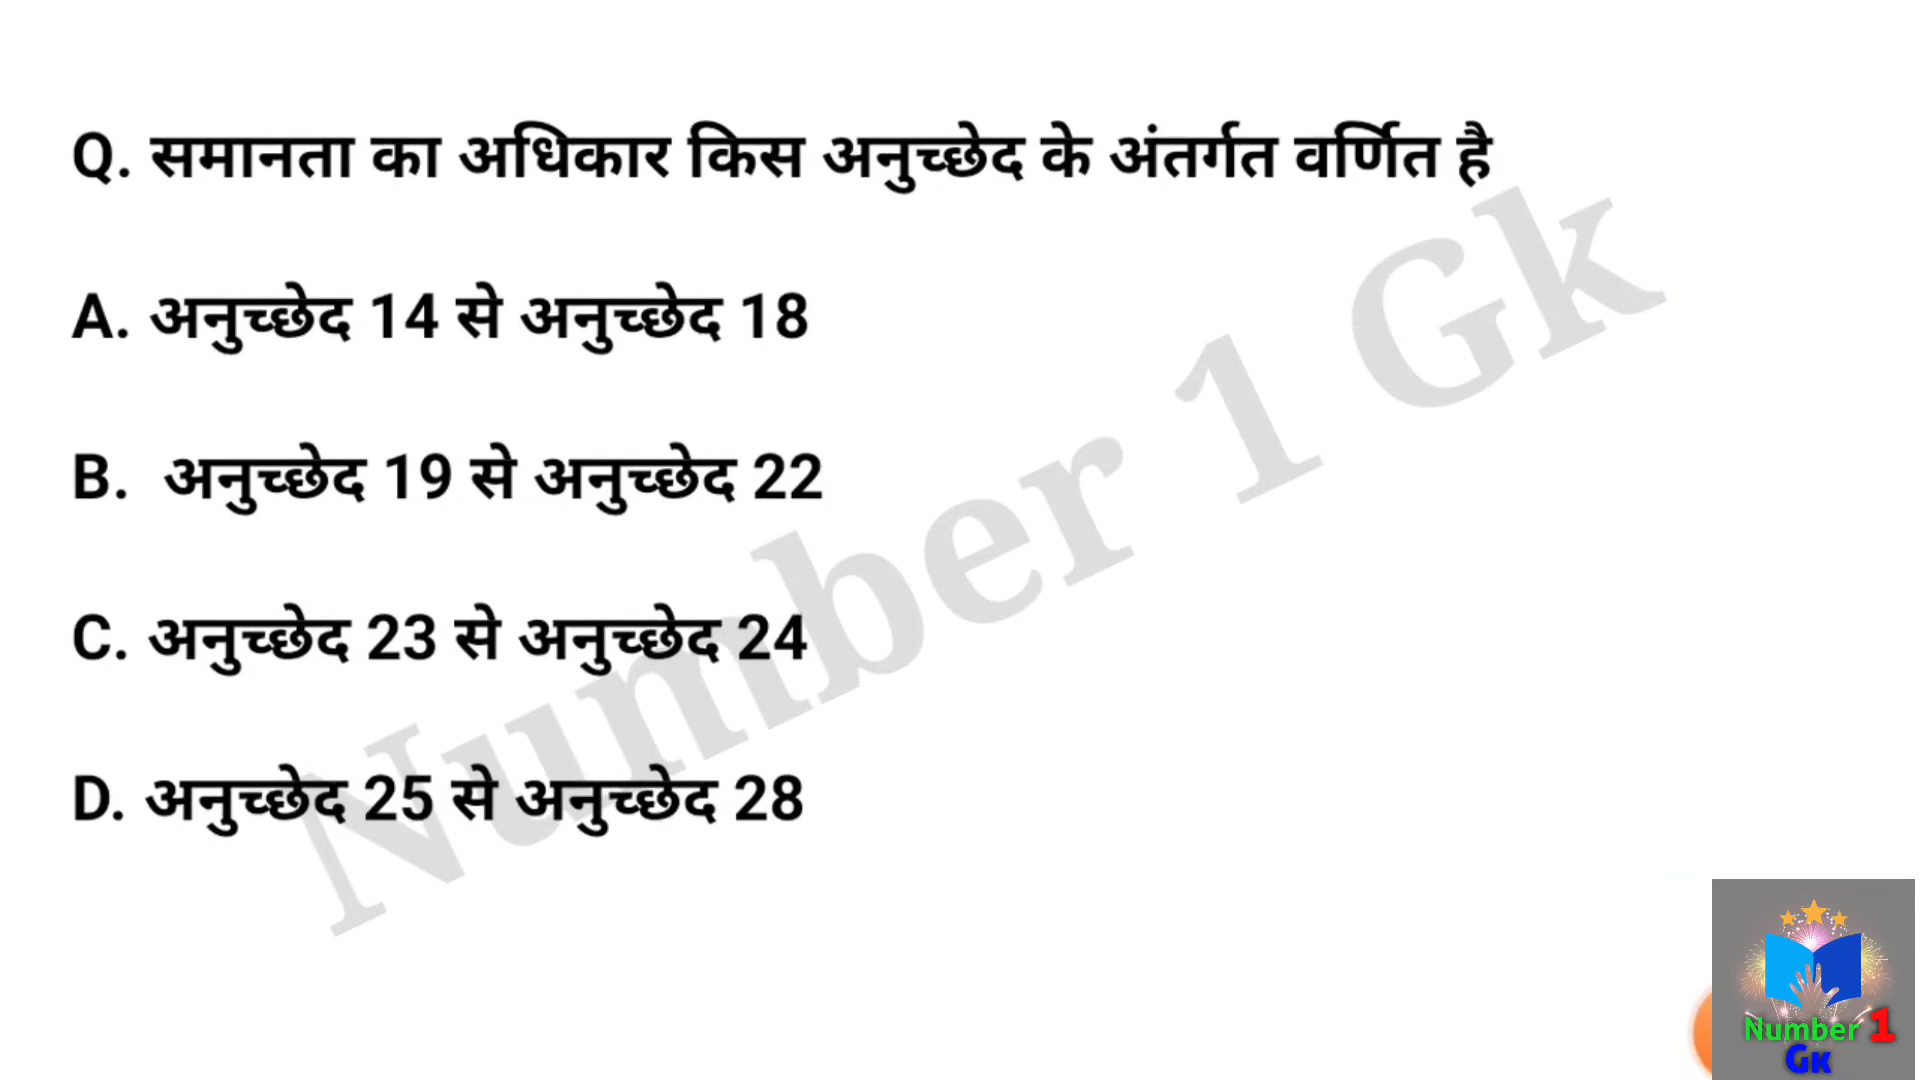 Q. समानता का अधिकार किस अनुच्छेद के अंतर्गत वर्णित है
A. अनुच्छेद 14 से अनुच्छेद 18
B. अनुच्छेद 19 से अनुच्छेद 22
C. अनुच्छेद 23 से अनुच्छेद 24
D. अनुच्छेद 25 से अनुच्छेद 28
Number 1 Gk
Number 1
GK